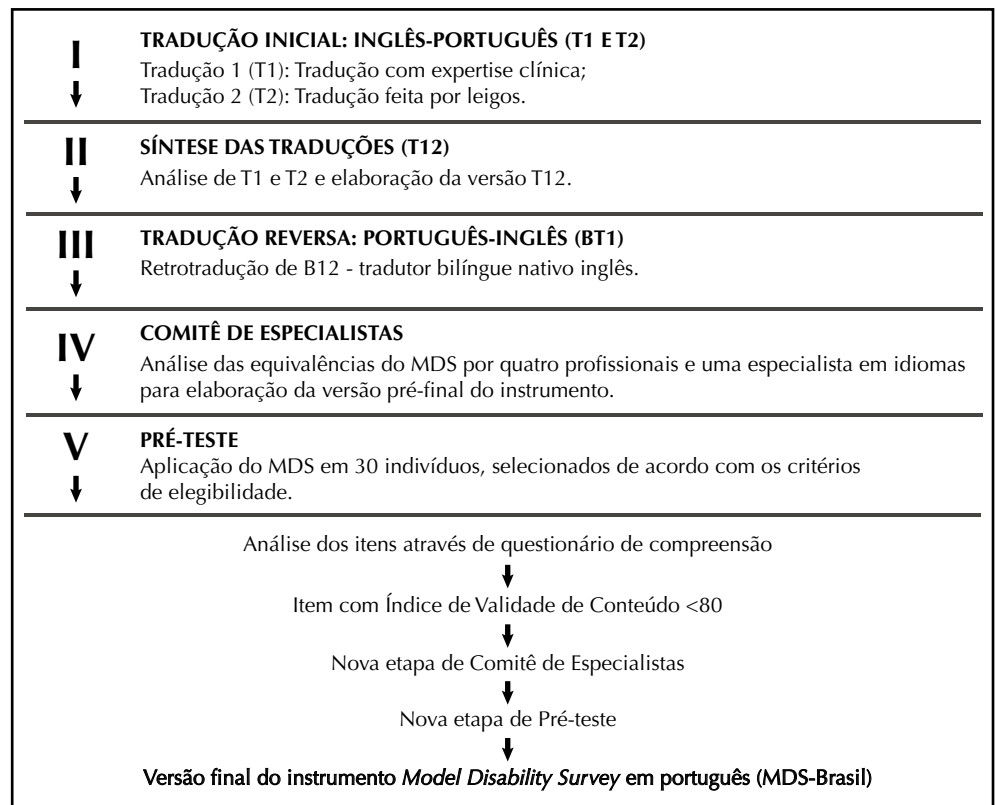 I
TRADUÇÃO INICIAL: INGLÊS-PORTUGUÊS (T1 E T2)
Tradução 1 (T1): Tradução com expertise clínica;
Tradução 2 (T2): Tradução feita por leigos.
II
SÍNTESE DAS TRADUÇÕES (T12)
Análise de T1 e T2 e elaboração da versão T12.
III
TRADUÇÃO REVERSA: PORTUGUÊS-INGLÊS (BT1)
Retrotradução de B12 - tradutor bilíngue nativo inglês.
IV
COMITÊ DE ESPECIALISTAS
Análise das equivalências do MDS por quatro profissionais e uma especialista em idiomas
para elaboração da versão pré-final do instrumento.
V
PRÉ-TESTE
Aplicação do MDS em 30 indivíduos, selecionados de acordo com os critérios
de elegibilidade.
Análise dos itens através de questionário de compreensão
Item com Índice de Validade de Conteúdo <80
Nova etapa de Comitê de Especialistas
Nova etapa de Pré-teste
Versão final do instrumento Model Disability Survey em português (MDS-Brasil)